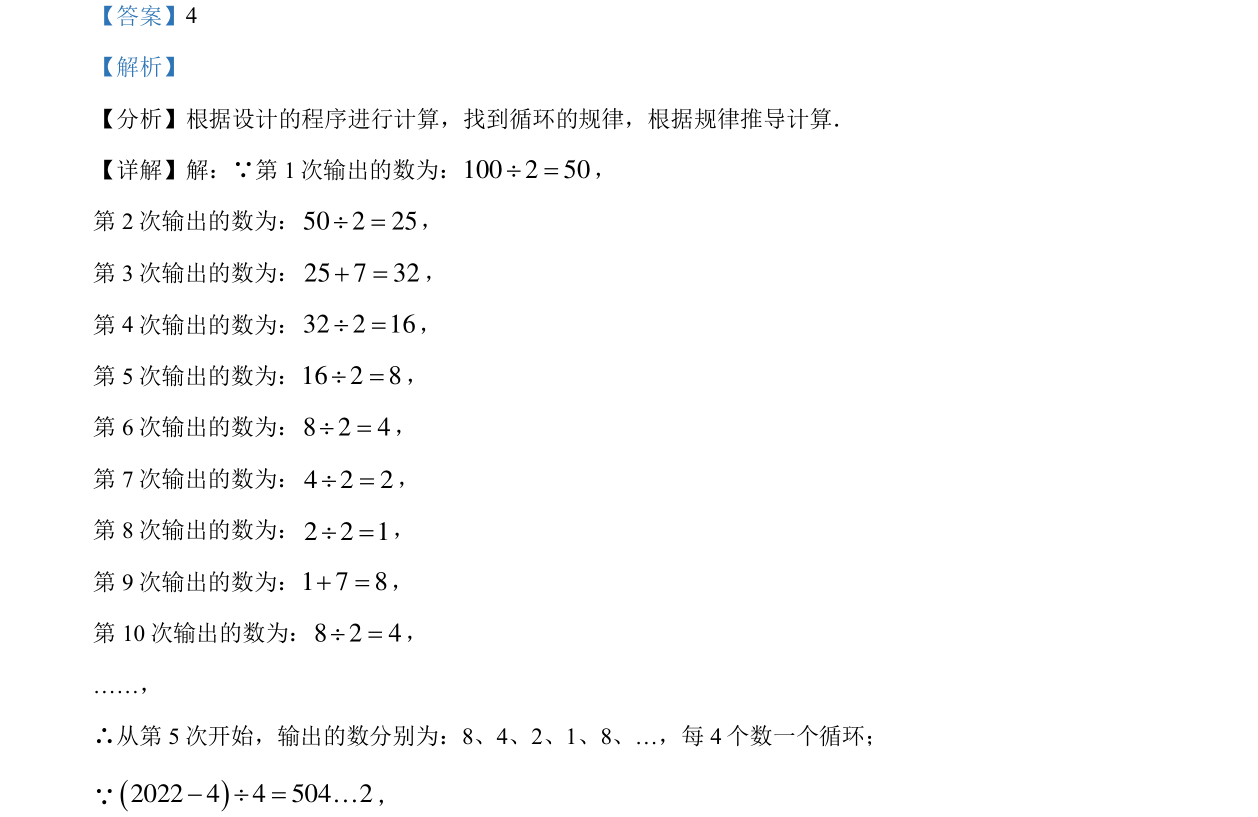 【答案】4
【解析】
【分析】根据设计的程序进行计算，找到循环的规律，根据规律推导计算．
【详解】解：∵第 1 次输出的数为：100÷2=50，
第 2 次输出的数为：50÷2=25，
第 3 次输出的数为：25+7=32，
第 4 次输出的数为：32÷2=16，
第 5 次输出的数为：16÷2=8，
第 6 次输出的数为：8÷2=4，
第 7 次输出的数为：4÷2=2，
第 8 次输出的数为：2÷2=1，
第 9 次输出的数为：1+7=8，
第 10 次输出的数为：8÷2=4，
……，
∴从第 5 次开始，输出的数分别为：8、4、2、1、8、…，每 4 个数一个循环；
∵(2022−4)÷4=504…2，